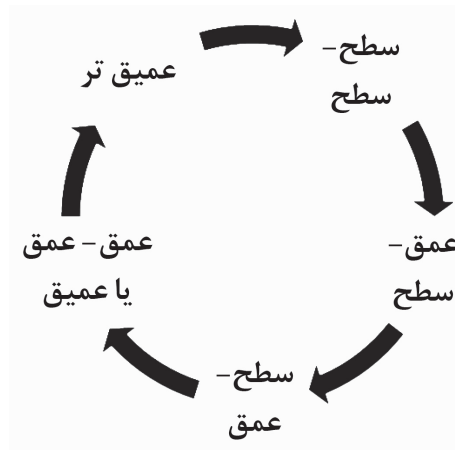 سطح-
سطح
عمق-
سطح
سطح-
عمق
عمق- عمق
یا عمیق
عمیق تر